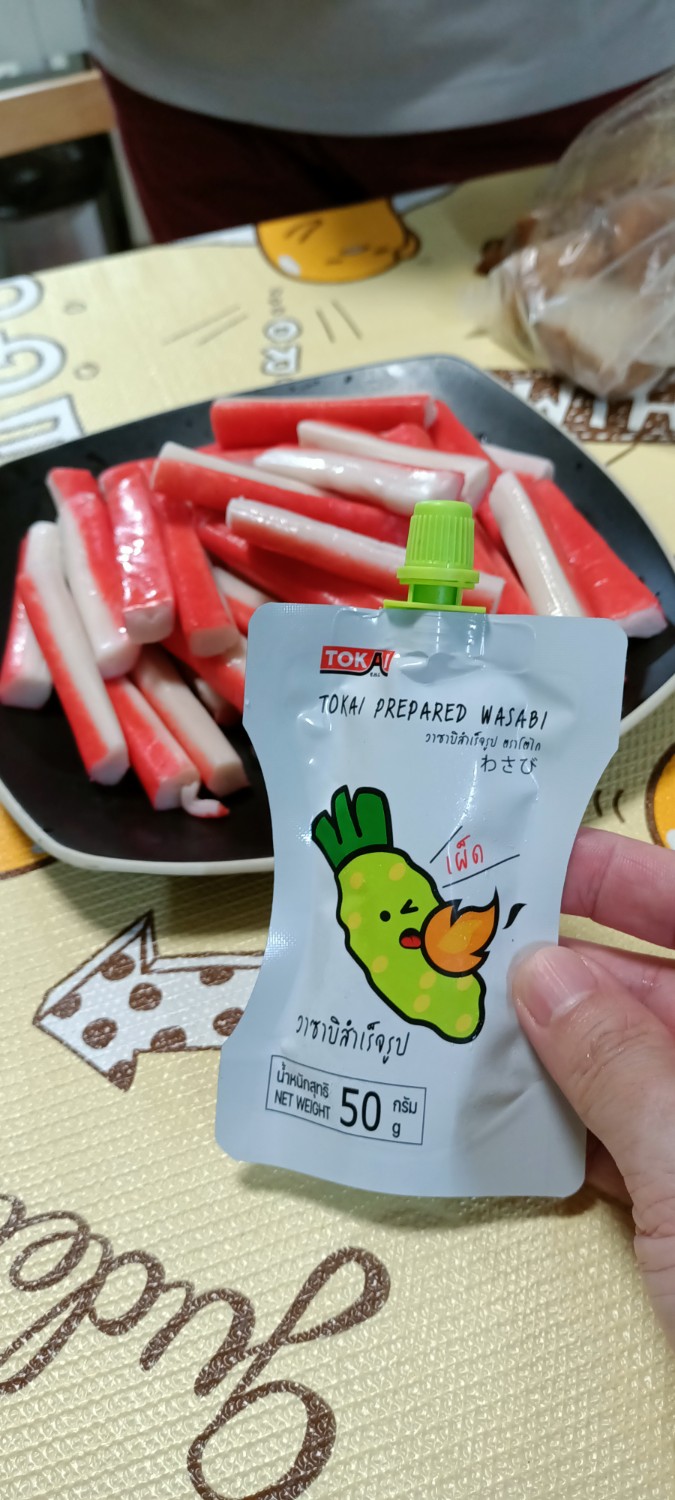 TOKAI
TOKAI PREPARED WASABI
วาซาบิสำเร็จรูป ตราโตไก
わさび
เผ็ด
วาซาบิสำเร็จรูป
น้ำหนักสุทธิ
NET WEIGHT 50 กรัม
g
gude